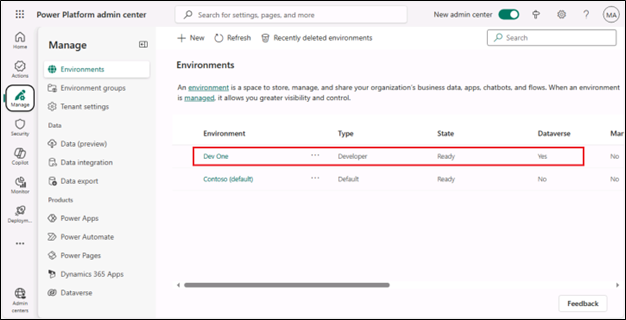 Power Platform admin center
Search for settings, pages, and more
New admin center
MA
Home
Actions
Manage
Security
Copilot
Monitor
Deploym...
Admin centers
Manage
Environments
Environment groups
Tenant settings
Data
Data (preview)
Data integration
Data export
Products
Power Apps
Power Automate
Power Pages
Dynamics 365 Apps
Dataverse
New
Refresh
Recently deleted environments
Search
Environments
An environment is a space to store, manage, and share your organization's business data, apps, chatbots, and flows. When an environment
is managed, it allows you greater visibility and control.
Environment Type State Dataverse Mar
Dev One ··· Developer Ready Yes No
Contoso (default) ··· Default Ready No No
Feedback